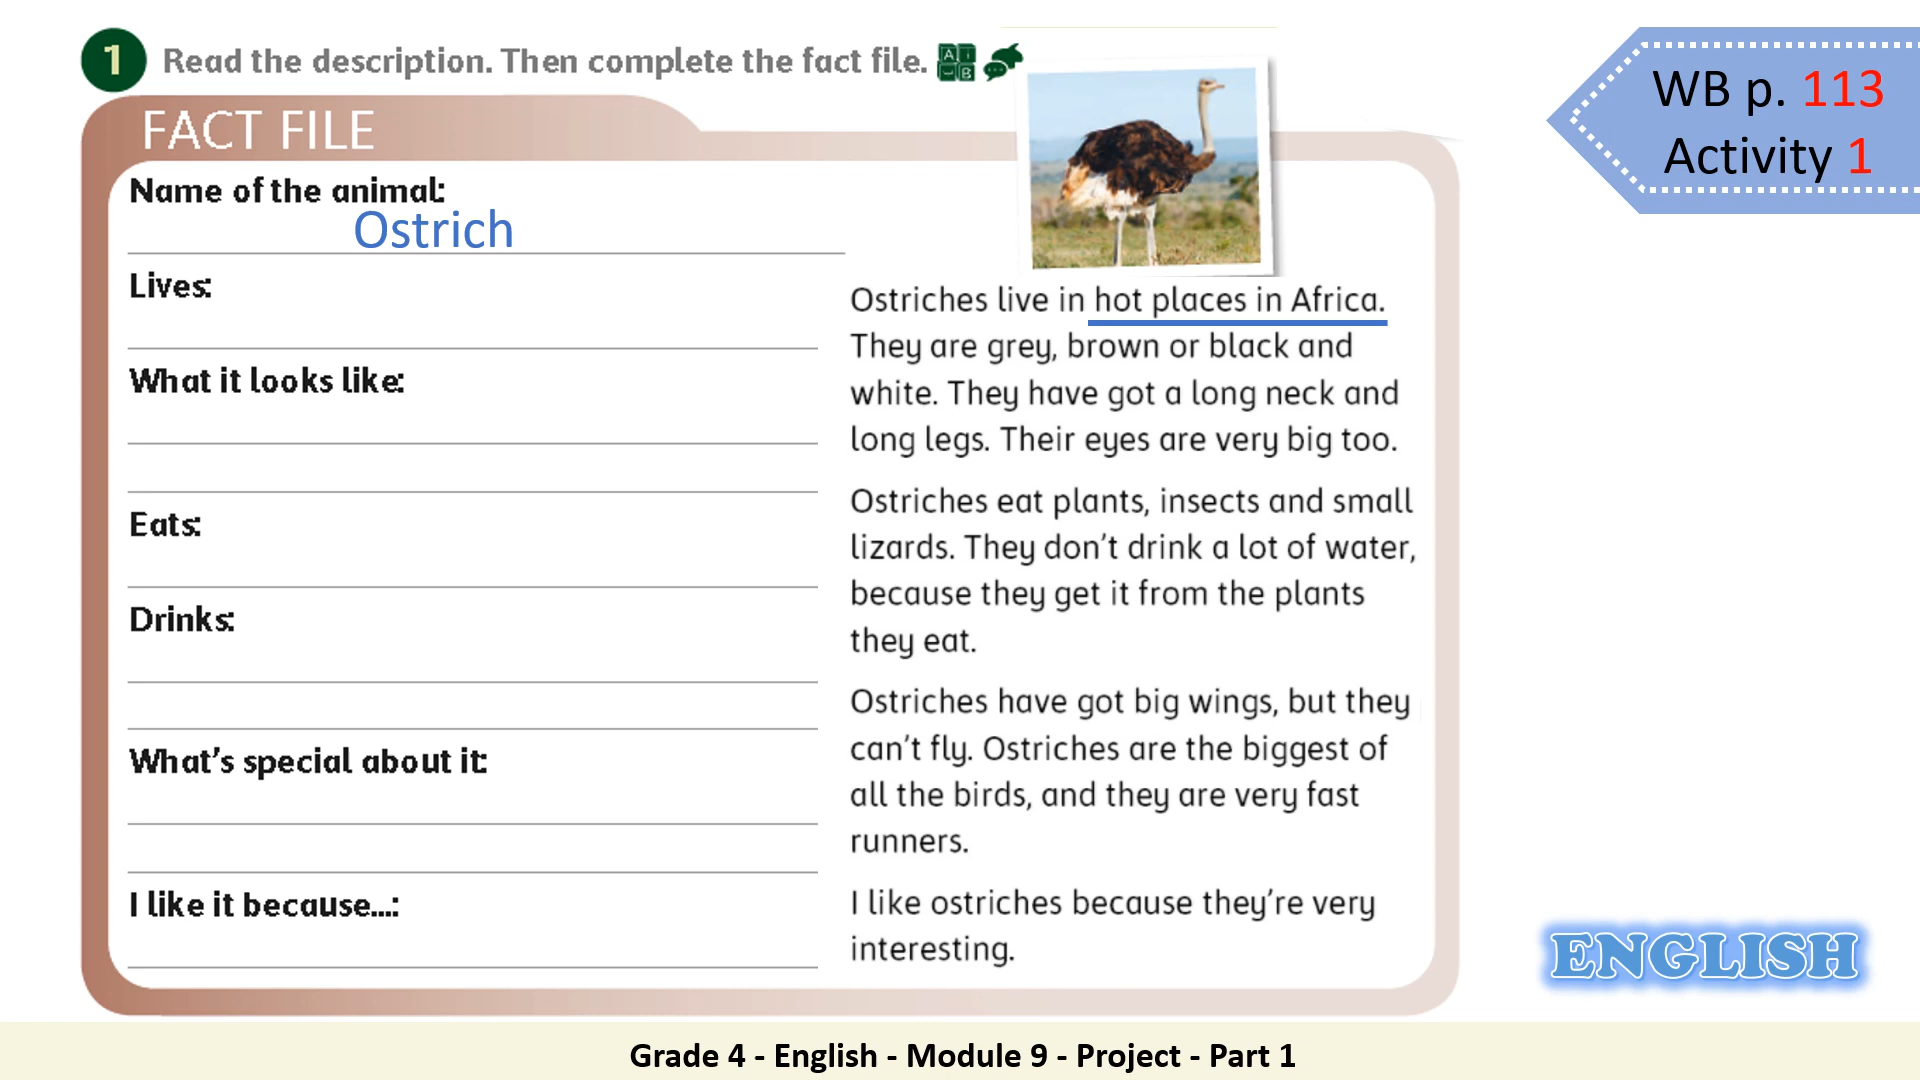 1 Read the description. Then complete the fact file.
WB p. 113
Activity 1
FACT FILE
Name of the animal:
Ostrich
Lives:
What it looks like:
Eats:
Drinks:
What's special about it:
I like it because...:
Ostriches live in hot places in Africa.
They are grey, brown or black and
white. They have got a long neck and
long legs. Their eyes are very big too.
Ostriches eat plants, insects and small
lizards. They don't drink a lot of water,
because they get it from the plants
they eat.
Ostriches have got big wings, but they
can't fly. Ostriches are the biggest of
all the birds, and they are very fast
runners.
I like ostriches because they're very
interesting.
ENGLISH
Grade 4 - English - Module 9 - Project - Part 1